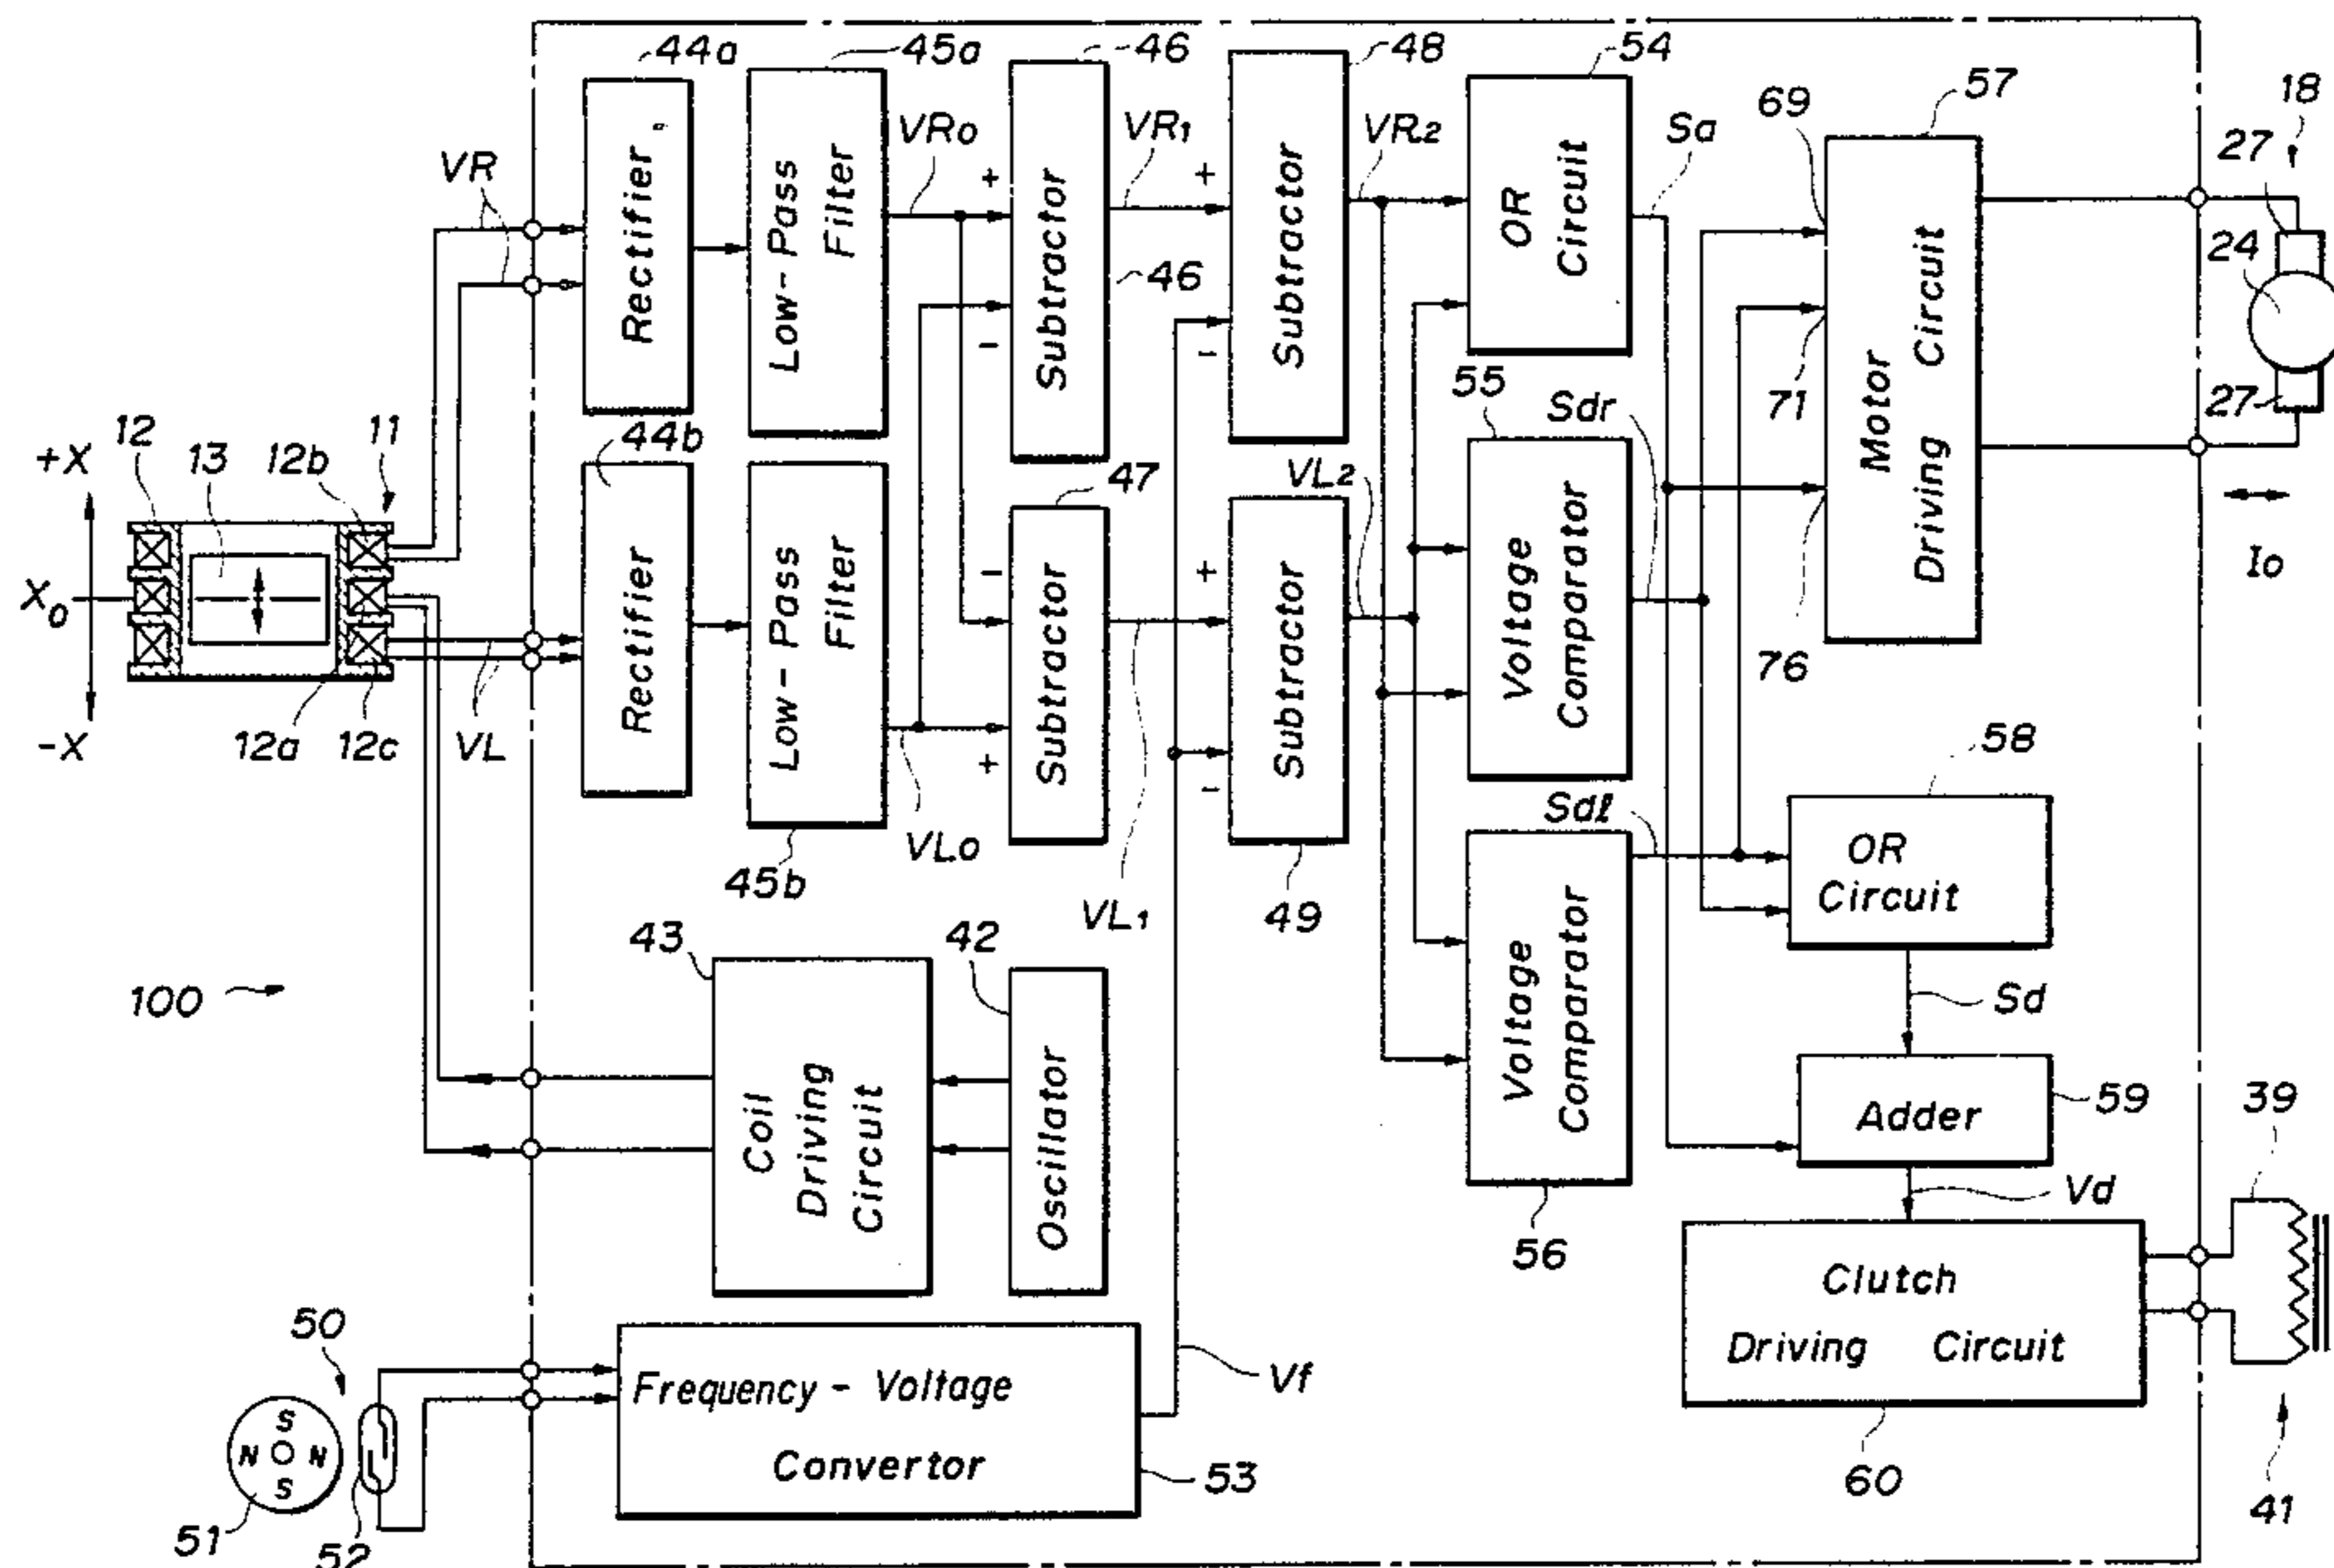 44a
45a
46
48
54
57
18
VR
VRo
VR1
VR2
Sa
69
27
24
Rectifier
Low-Pass
Filter
Subtractor
+
-
46
Subtractor
+
-
OR
Circuit
Motor
Driving
Circuit
71
27
76
Io
+X
Xo
-X
12
13
12b
11
12a
12c
VL
44b
Rectifier
Low-Pass
Filter
45b
VLo
47
Subtractor
-
+
VL1
Subtractor
+
-
49
VL2
55
Sdr
Voltage
Comparator
Sdℓ
Voltage
Comparator
56
58
OR
Circuit
Sd
Adder
59
Vd
39
Clutch
Driving Circuit
60
41
100
43
42
Coil
Driving
Circuit
Oscillator
50
S
N N
S
51
52
Frequency-Voltage
Convertor
53
Vf